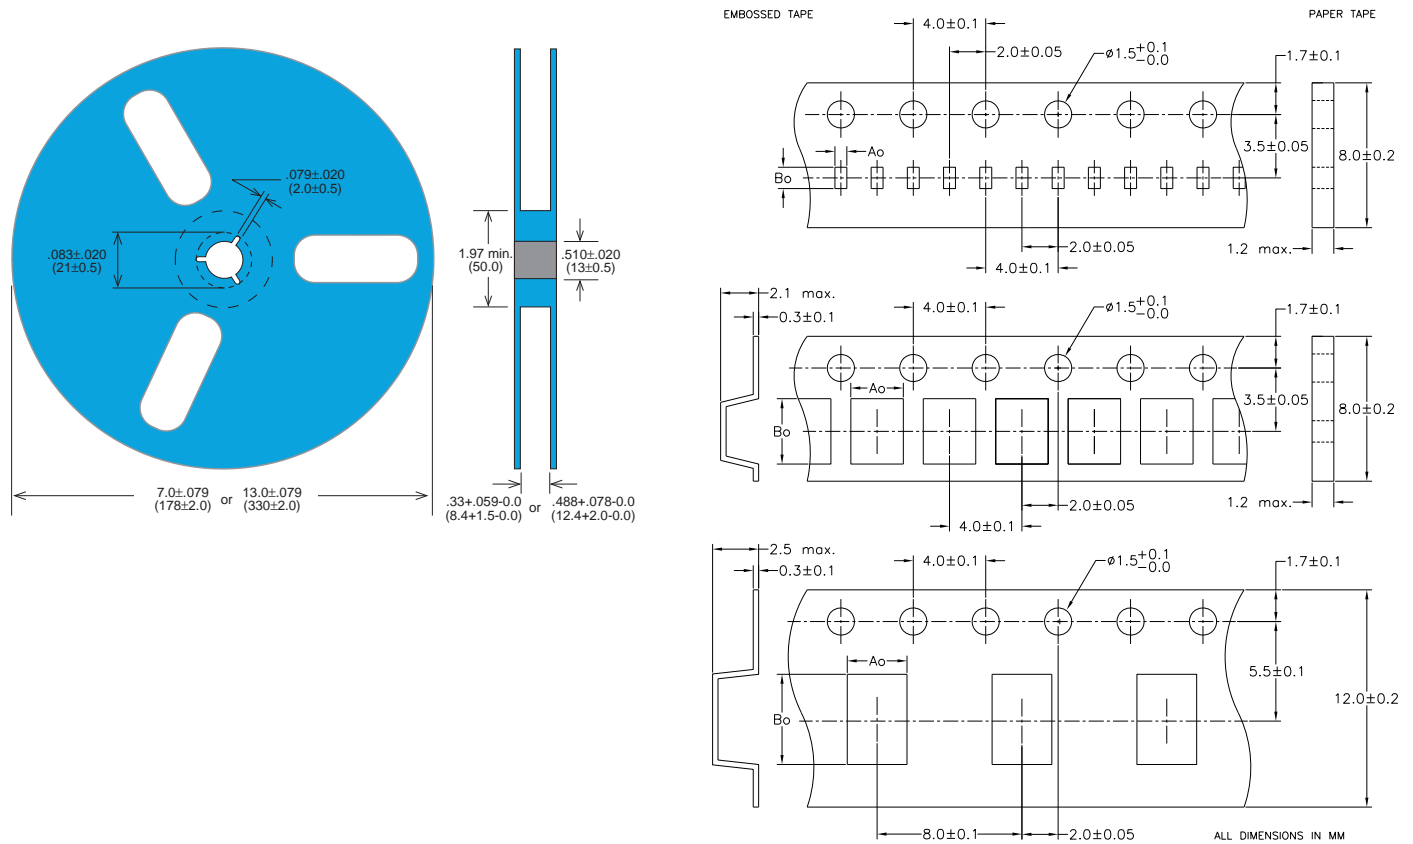 .079±.020
(2.0±0.5)
.083±.020
(21±0.5)
7.0±.079 or 13.0±.079
(178±2.0) (330±2.0)
1.97 min.
(50.0)
.510±.020
(13±0.5)
.33+.059-0.0 or .488+.078-0.0
(8.4+1.5-0.0) (12.4+2.0-0.0)
EMBOSSED TAPE
PAPER TAPE
4.0±0.1
2.0±0.05
ø1.5+0.1
-0.0
1.7±0.1
Ao
3.5±0.05
8.0±0.2
Bo
2.0±0.05
1.2 max.
4.0±0.1
2.1 max.
0.3±0.1
4.0±0.1
ø1.5+0.1
-0.0
1.7±0.1
Ao
3.5±0.05
8.0±0.2
Bo
2.0±0.05
1.2 max.
4.0±0.1
2.5 max.
0.3±0.1
4.0±0.1
ø1.5+0.1
-0.0
1.7±0.1
Ao
5.5±0.1
12.0±0.2
Bo
8.0±0.1
2.0±0.05
ALL DIMENSIONS IN MM